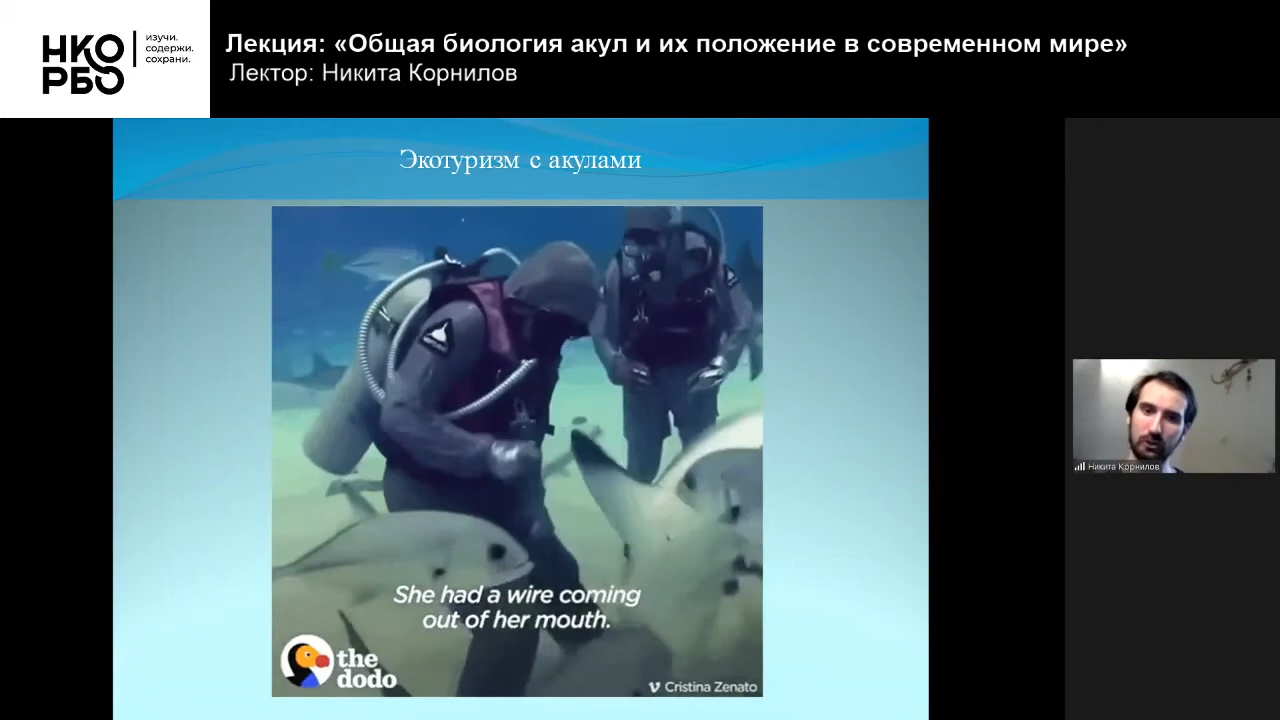 НКО
РБО
изучи.
содержи.
сохрани.
Лекция: «Общая биология акул и их положение в современном мире»
Лектор: Никита Корнилов
Экотуризм с акулами
She had a wire coming
out of her mouth.
the
dodo
Cristina Zenato
Никита Корнилов